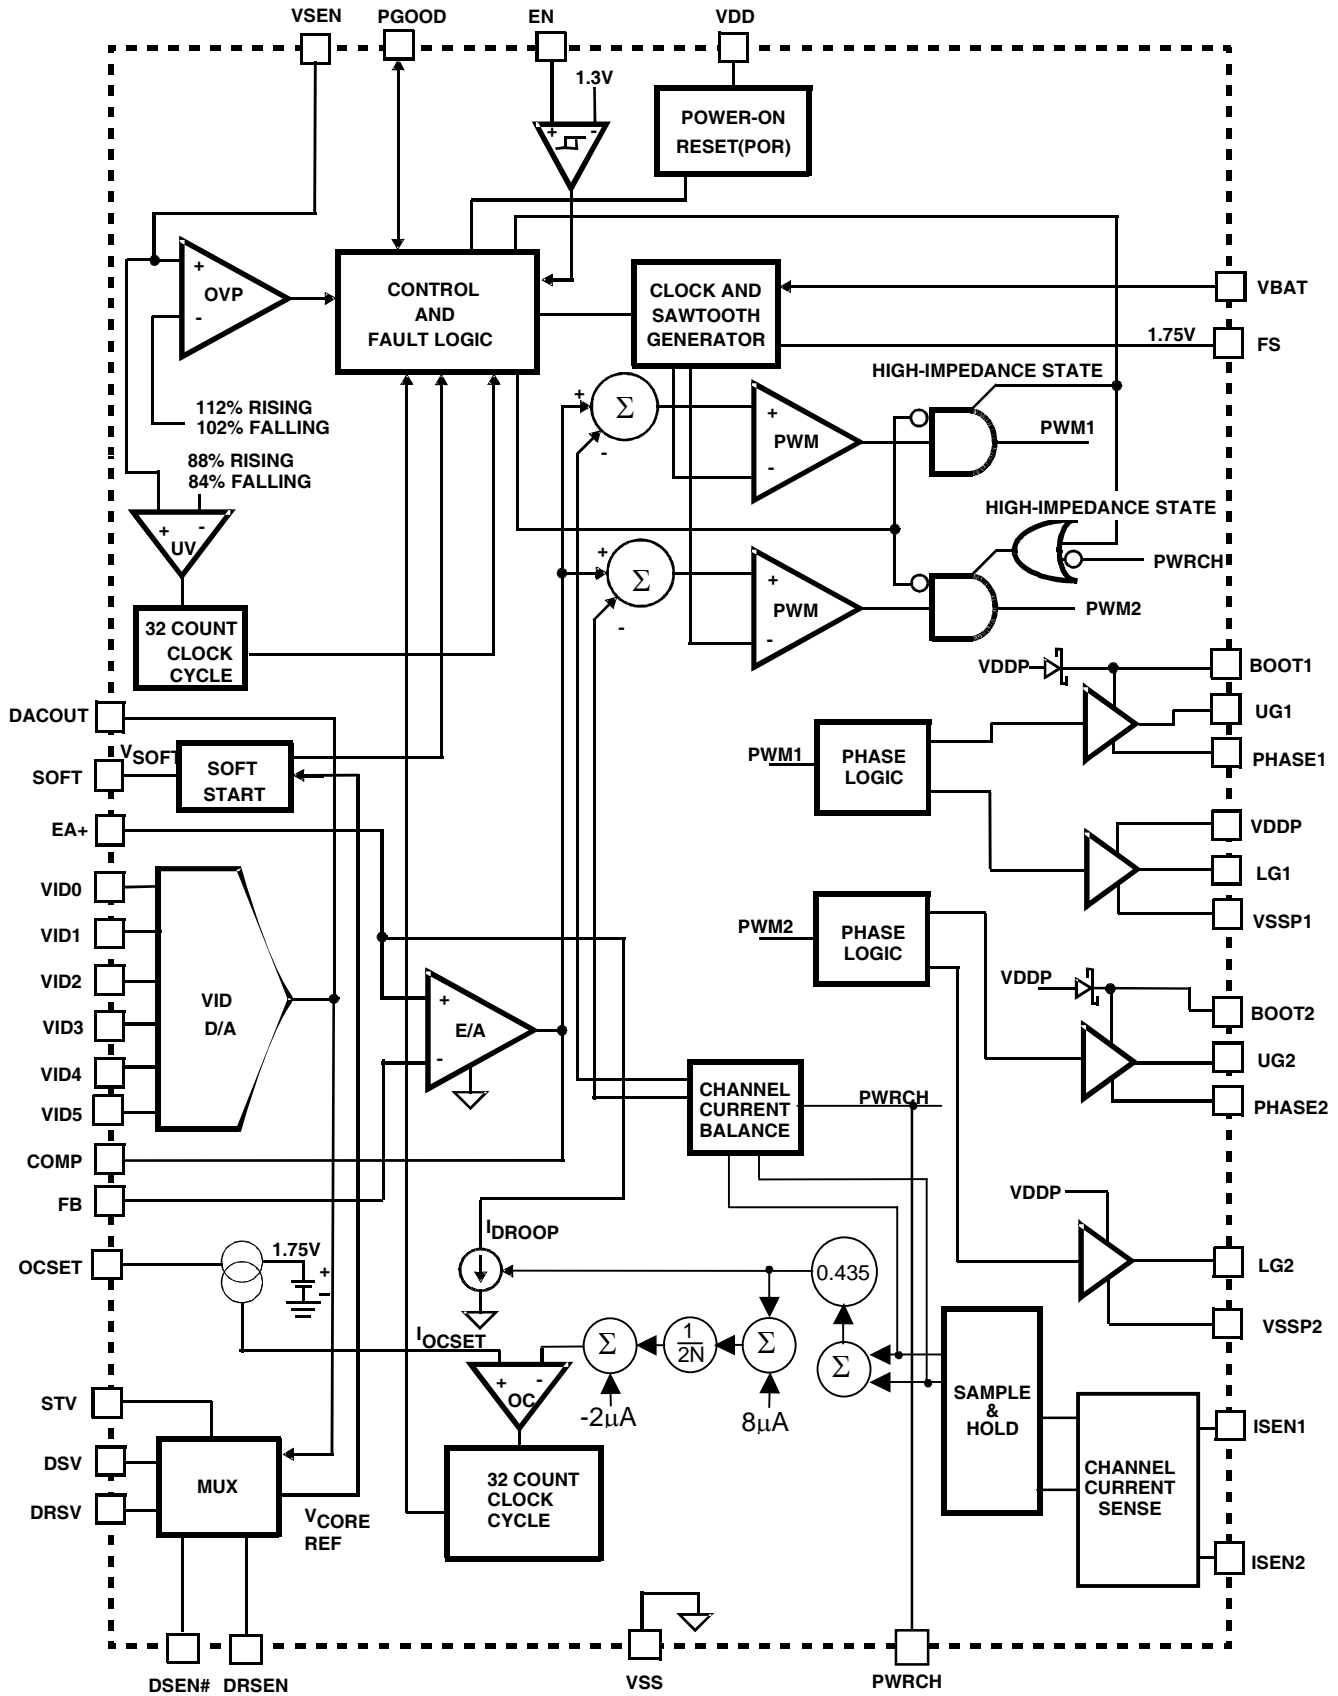 VSEN
PGOOD
EN
VDD
1.3V
+ -
POWER-ON
RESET(POR)
+
OVP
-
CONTROL
AND
FAULT LOGIC
CLOCK AND
SAWTOOTH
GENERATOR
VBAT
1.75V
FS
HIGH-IMPEDANCE STATE
112% RISING
102% FALLING
88% RISING
84% FALLING
+
Σ
-
+
PWM
-
PWM1
HIGH-IMPEDANCE STATE
+ -
UV
+
Σ
-
+
PWM
-
PWRCH
PWM2
32 COUNT
CLOCK
CYCLE
VDDP
BOOT1
DACOUT
UG1
VSOFT
SOFT
SOFT
START
PWM1
PHASE
LOGIC
PHASE1
EA+
VDDP
VID0
LG1
VID1
VSSP1
PWM2
PHASE
LOGIC
VID2
VID
D/A
VID3
VID4
VID5
+
E/A
-
VDDP
BOOT2
UG2
PHASE2
CHANNEL
CURRENT
BALANCE
PWRCH
COMP
FB
VDDP
OCSET
1.75V
+
-
IDROOP
0.435
LG2
IOCSET
Σ
1
2N
Σ
Σ
VSSP2
+ -
OC
-2µA
8µA
SAMPLE
&
HOLD
STV
DSV
DRSV
MUX
VCORE
REF
32 COUNT
CLOCK
CYCLE
CHANNEL
CURRENT
SENSE
ISEN1
ISEN2
DSEN#
DRSEN
VSS
PWRCH